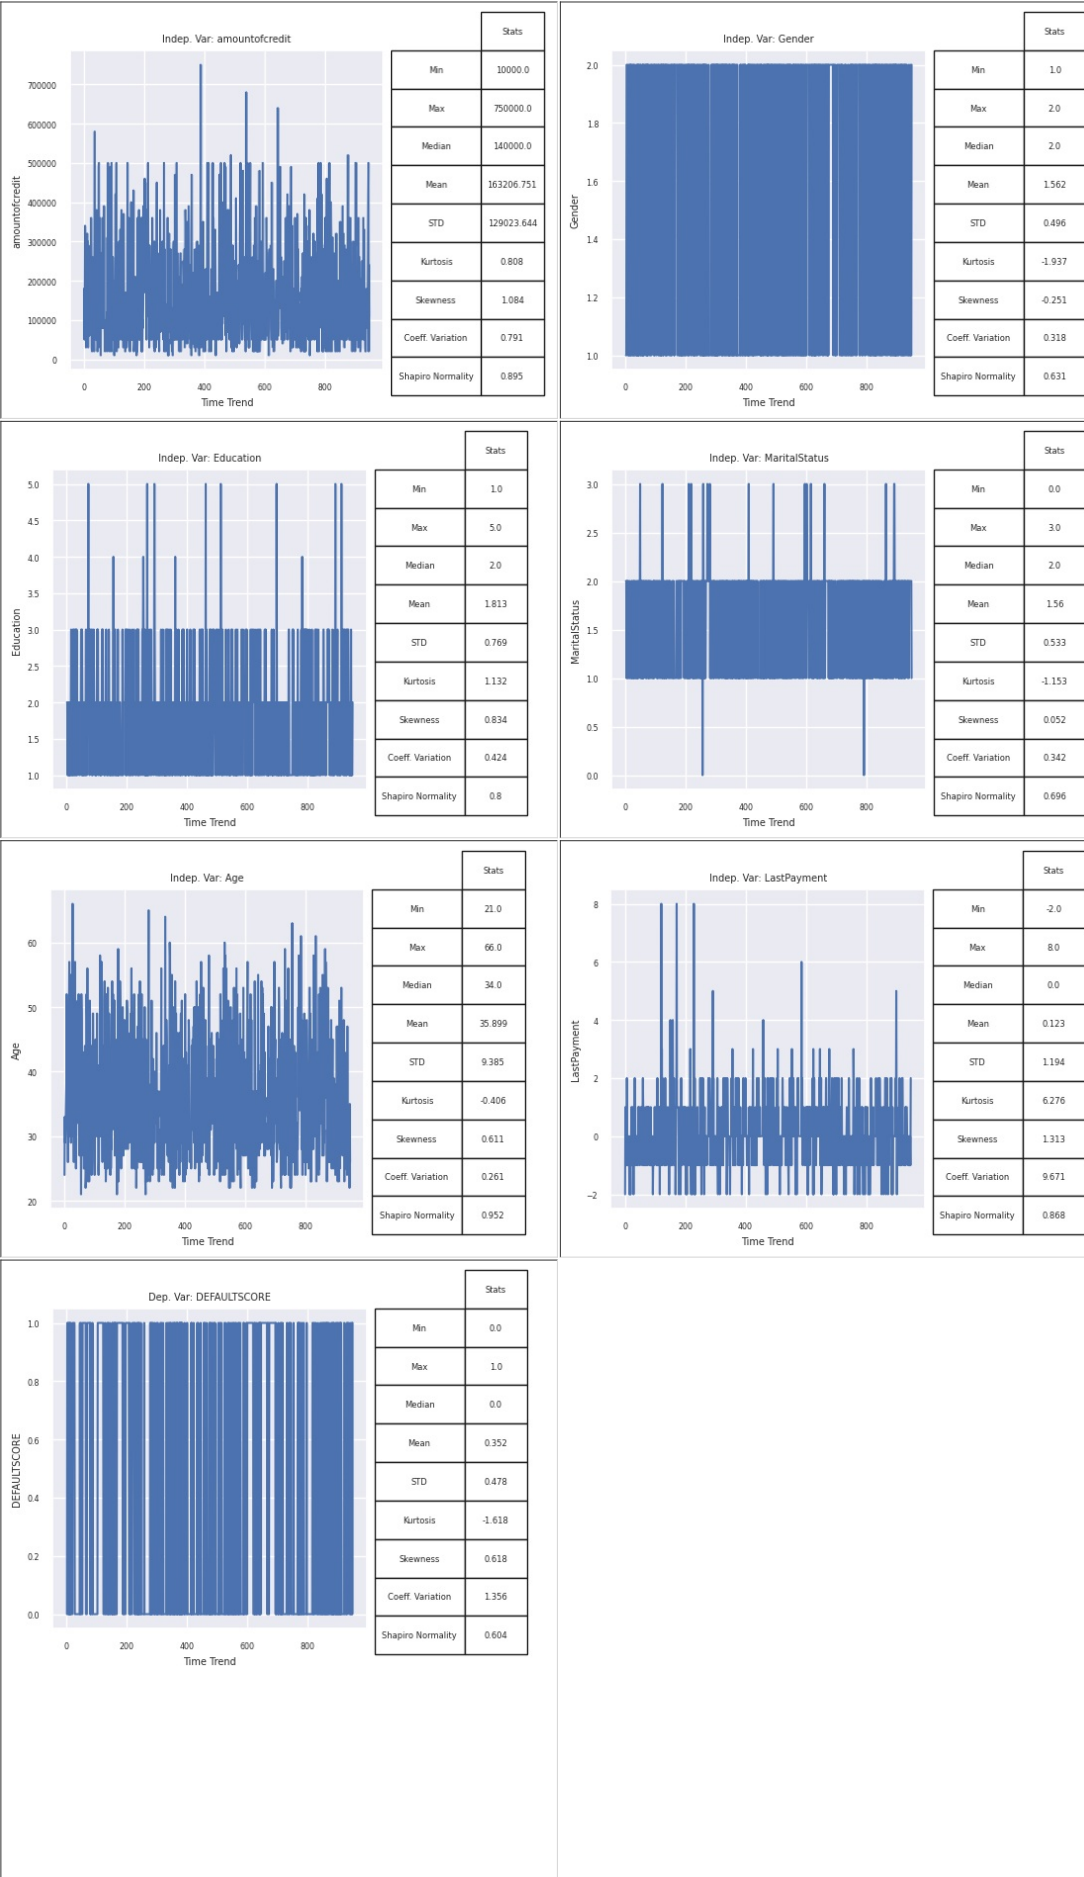 Indep. Var: amountofcredit
amountofcredit
700000
600000
500000
400000
300000
200000
100000
0
0 200 400 600 800
Time Trend
Stats
Min 10000.0
Max 750000.0
Median 140000.0
Mean 163206.751
STD 129023.644
Kurtosis 0.808
Skewness 1.084
Coeff. Variation 0.791
Shapiro Normality 0.895
Indep. Var: Gender
Gender
2.0
1.8
1.6
1.4
1.2
1.0
0 200 400 600 800
Time Trend
Stats
Min 1.0
Max 2.0
Median 2.0
Mean 1.562
STD 0.496
Kurtosis -1.937
Skewness -0.251
Coeff. Variation 0.318
Shapiro Normality 0.631
Indep. Var: Education
Education
5.0
4.5
4.0
3.5
3.0
2.5
2.0
1.5
1.0
0 200 400 600 800
Time Trend
Stats
Min 1.0
Max 5.0
Median 2.0
Mean 1.813
STD 0.769
Kurtosis 1.132
Skewness 0.834
Coeff. Variation 0.424
Shapiro Normality 0.8
Indep. Var: MaritalStatus
MaritalStatus
3.0
2.5
2.0
1.5
1.0
0.5
0.0
0 200 400 600 800
Time Trend
Stats
Min 0.0
Max 3.0
Median 2.0
Mean 1.56
STD 0.533
Kurtosis -1.153
Skewness 0.052
Coeff. Variation 0.342
Shapiro Normality 0.696
Indep. Var: Age
Age
60
50
40
30
20
0 200 400 600 800
Time Trend
Stats
Min 21.0
Max 66.0
Median 34.0
Mean 35.899
STD 9.385
Kurtosis -0.406
Skewness 0.611
Coeff. Variation 0.261
Shapiro Normality 0.952
Indep. Var: LastPayment
LastPayment
8
6
4
2
0
−2
0 200 400 600 800
Time Trend
Stats
Min -2.0
Max 8.0
Median 0.0
Mean 0.123
STD 1.194
Kurtosis 6.276
Skewness 1.313
Coeff. Variation 9.671
Shapiro Normality 0.868
Dep. Var: DEFAULTSCORE
DEFAULTSCORE
1.0
0.8
0.6
0.4
0.2
0.0
0 200 400 600 800
Time Trend
Stats
Min 0.0
Max 1.0
Median 0.0
Mean 0.352
STD 0.478
Kurtosis -1.618
Skewness 0.618
Coeff. Variation 1.356
Shapiro Normality 0.604